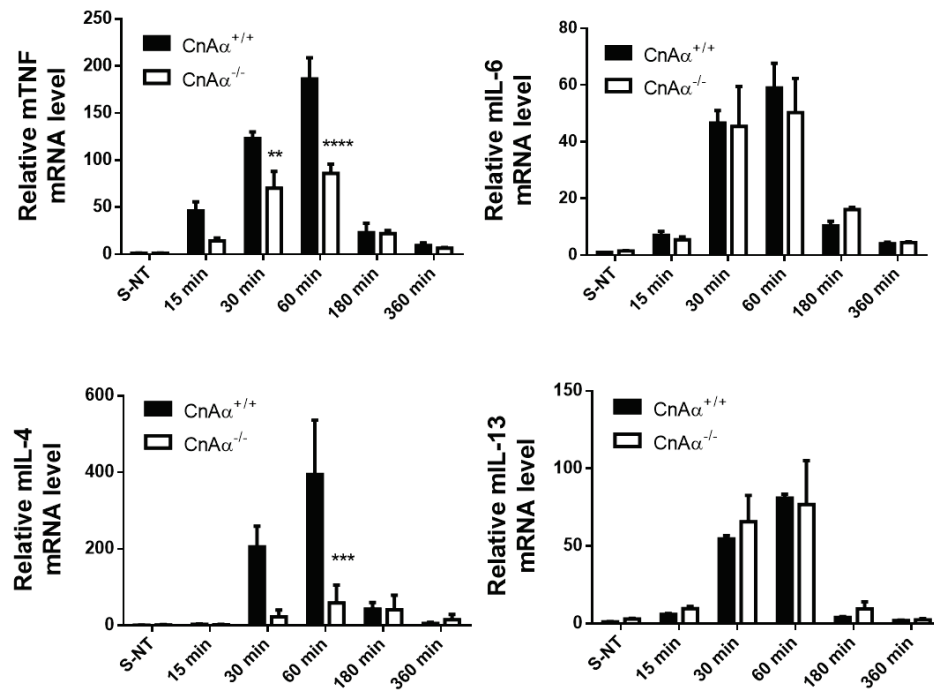 Relative mTNF
mRNA level
250
200
150
100
50
0
CnAα+/+
CnAα-/-
**
****
S-NT
15 min
30 min
60 min
180 min
360 min
Relative mIL-6
mRNA level
80
60
40
20
0
CnAα+/+
CnAα-/-
S-NT
15 min
30 min
60 min
180 min
360 min
Relative mIL-4
mRNA level
600
400
200
0
CnAα+/+
CnAα-/-
***
S-NT
15 min
30 min
60 min
180 min
360 min
Relative mIL-13
mRNA level
150
100
50
0
CnAα+/+
CnAα-/-
S-NT
15 min
30 min
60 min
180 min
360 min